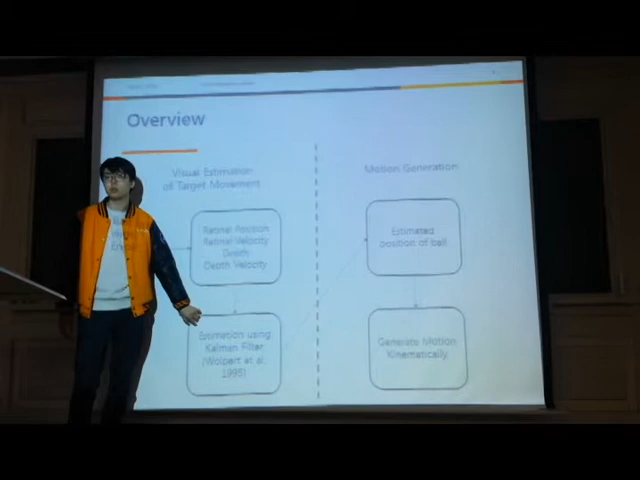 Overview
Visual Estimation
of Target Movement
Retinal Position
Retinal Velocity
Depth
Depth Velocity
Estimation using
Kalman Filter
(Wolpert et al.
1995)
Motion Generation
Estimated
position of ball
Generate Motion
Kinematically